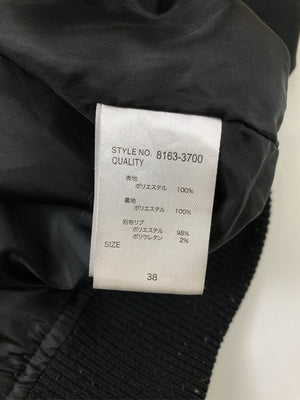 STYLE NO. 8163-3700
QUALITY
表地
ポリエステル 100%
裏地
ポリエステル 100%
別布リブ
ポリエステル 98%
ポリウレタン 2%
SIZE
38